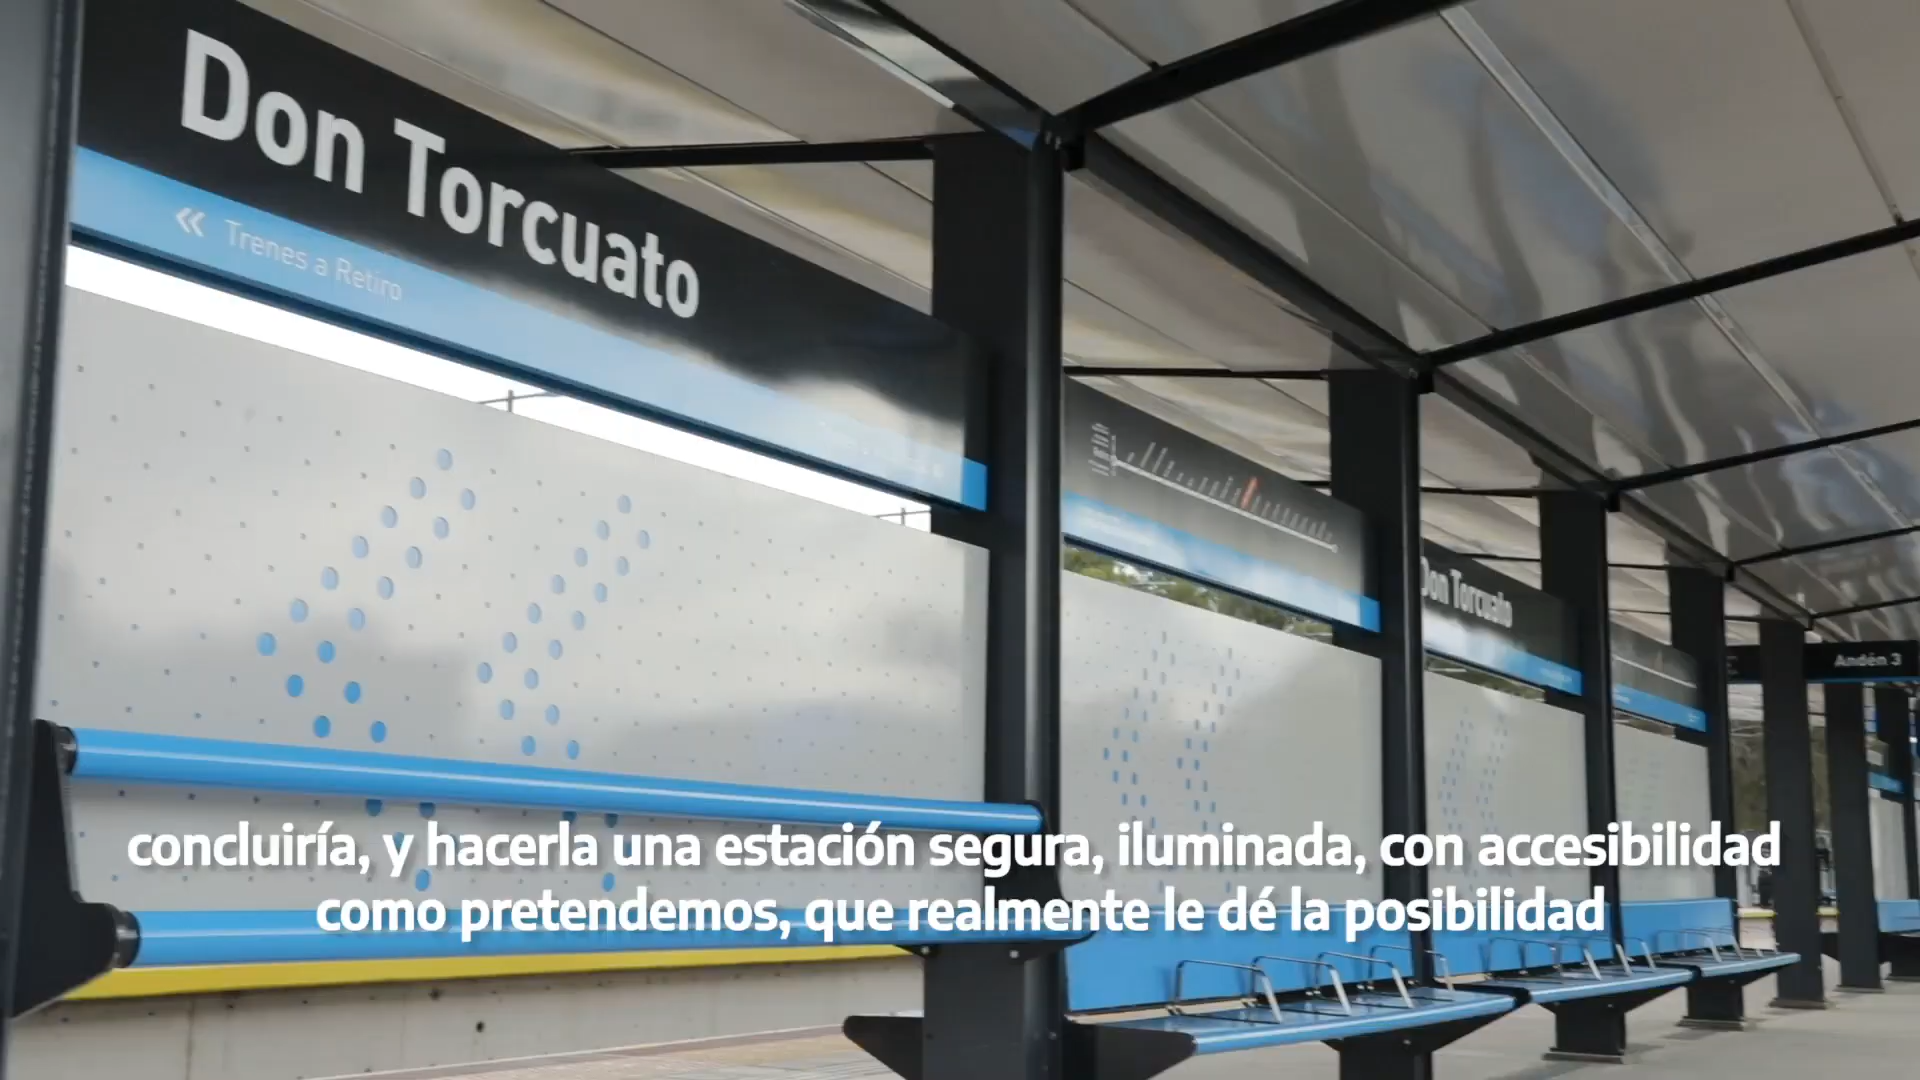 Don Torcuato
« Trenes a Retiro
Don Torcuato
Andén 3
concluiría, y hacerla una estación segura, iluminada, con accesibilidad
como pretendemos, que realmente le dé la posibilidad